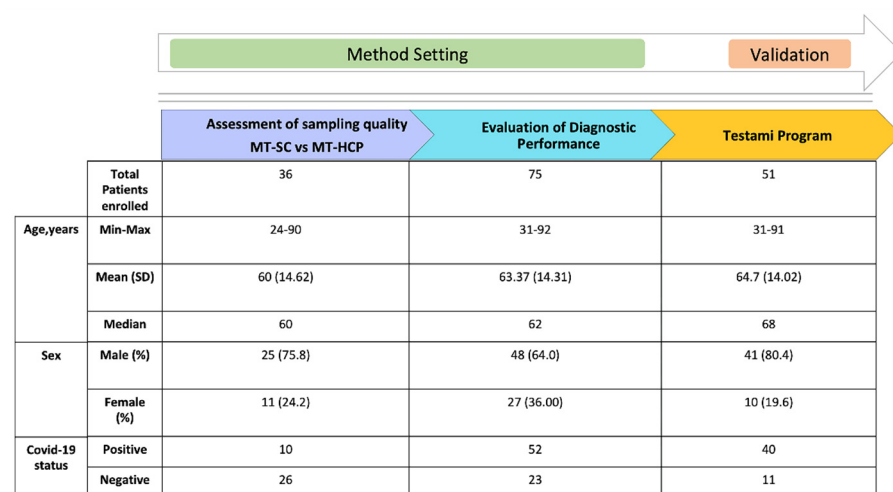 Method Setting
Validation
Assessment of sampling quality
MT-SC vs MT-HCP
Evaluation of Diagnostic
Performance
Testami Program
Total
Patients
enrolled
36
75
51
Age,years
Min-Max
24-90
31-92
31-91
Mean (SD)
60 (14.62)
63.37 (14.31)
64.7 (14.02)
Median
60
62
68
Sex
Male (%)
25 (75.8)
48 (64.0)
41 (80.4)
Female
(%)
11 (24.2)
27 (36.00)
10 (19.6)
Covid-19
status
Positive
10
52
40
Negative
26
23
11